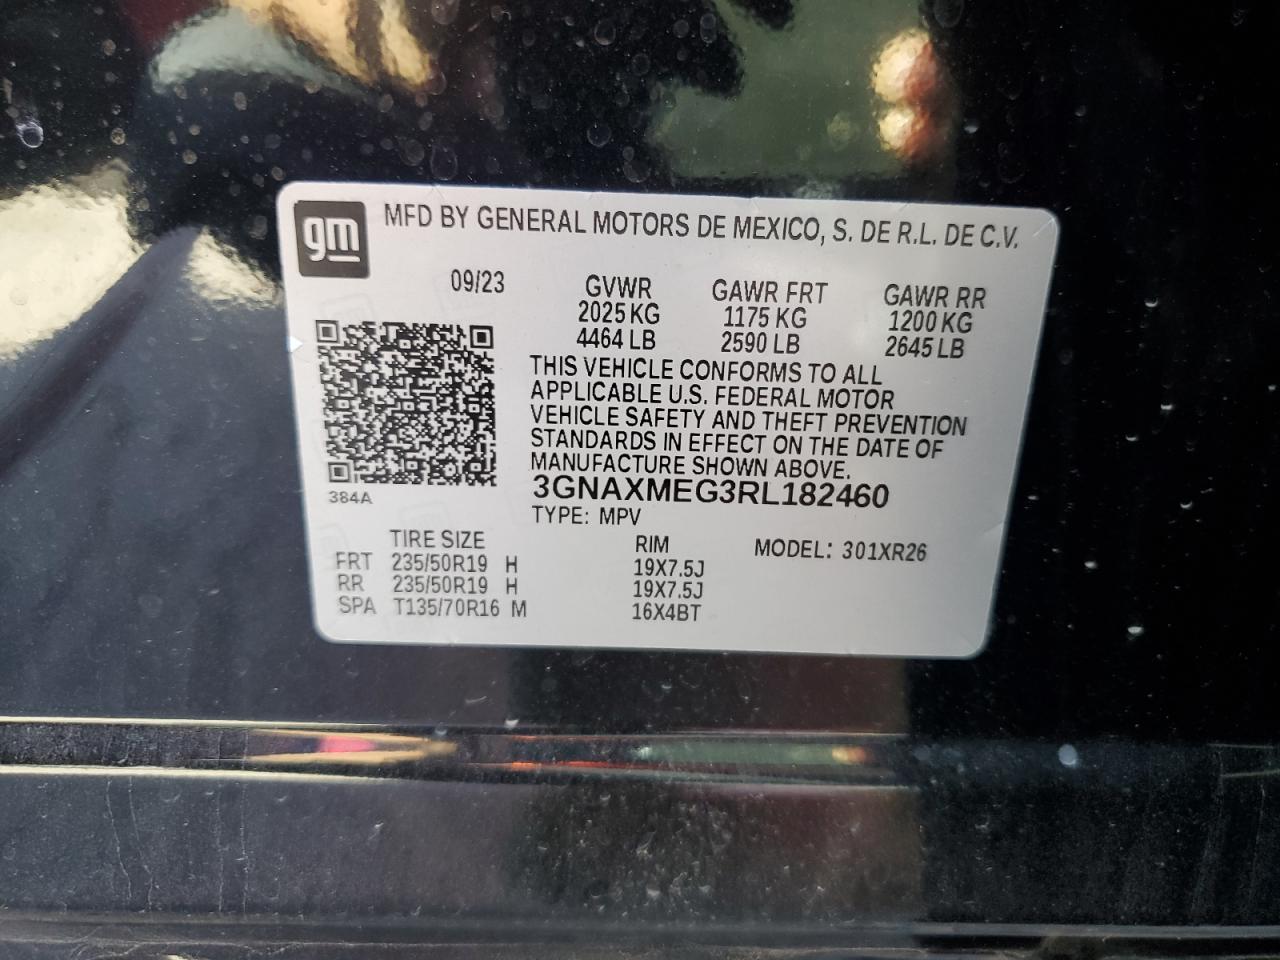 gm MFD BY GENERAL MOTORS DE MEXICO, S. DE R.L. DE C.V.
09/23 GVWR GAWR FRT GAWR RR
2025 KG 1175 KG 1200 KG
4464 LB 2590 LB 2645 LB
THIS VEHICLE CONFORMS TO ALL
APPLICABLE U.S. FEDERAL MOTOR
VEHICLE SAFETY AND THEFT PREVENTION
STANDARDS IN EFFECT ON THE DATE OF
MANUFACTURE SHOWN ABOVE.
384A
3GNAXMEG3RL182460
TYPE: MPV
TIRE SIZE RIM MODEL: 301XR26
FRT 235/50R19 H 19X7.5J
RR 235/50R19 H 19X7.5J
SPA T135/70R16 M 16X4BT